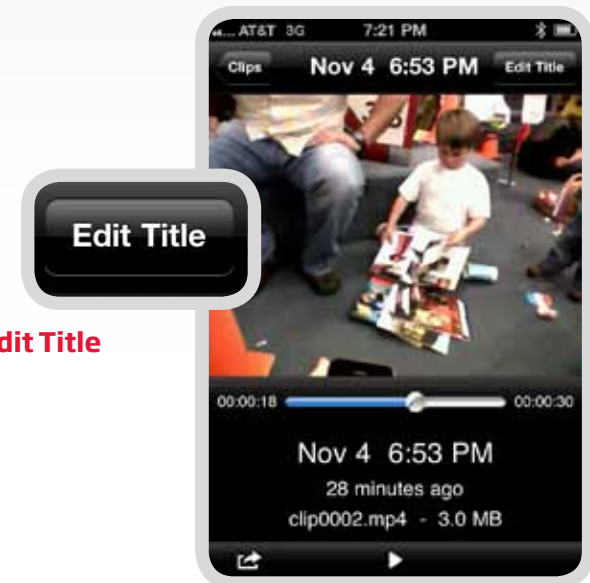 AT&T 3G 7:21 PM
Clips Nov 4 6:53 PM Edit Title
Edit Title
dit Title
00:00:18 00:00:30
Nov 4 6:53 PM
28 minutes ago
clip0002.mp4 - 3.0 MB